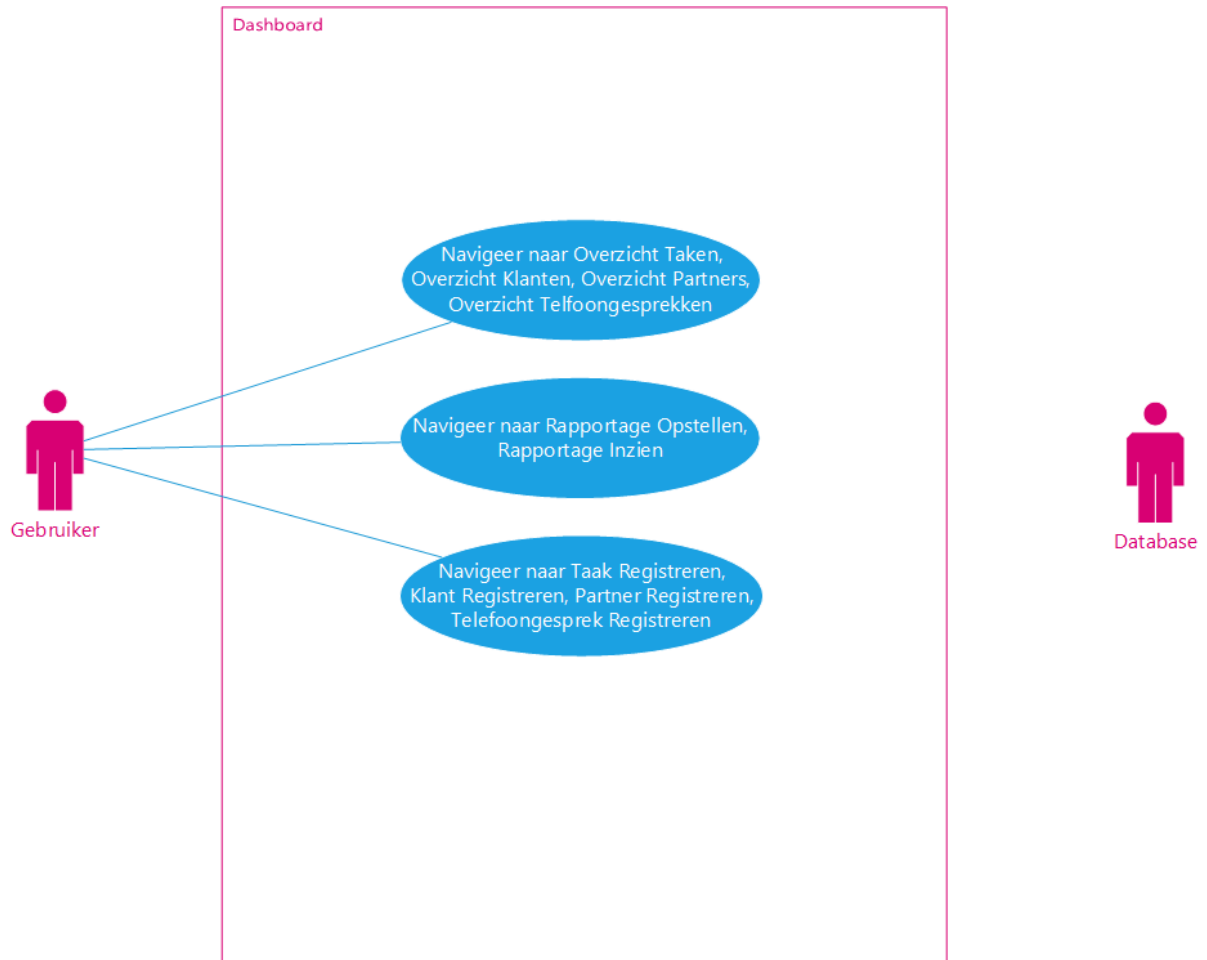 Dashboard
Navigeer naar Overzicht Taken,
Overzicht Klanten, Overzicht Partners,
Overzicht Telfoongesprekken
Navigeer naar Rapportage Opstellen,
Rapportage Inzien
Navigeer naar Taak Registreren,
Klant Registreren, Partner Registreren,
Telefoongesprek Registreren
Gebruiker
Database